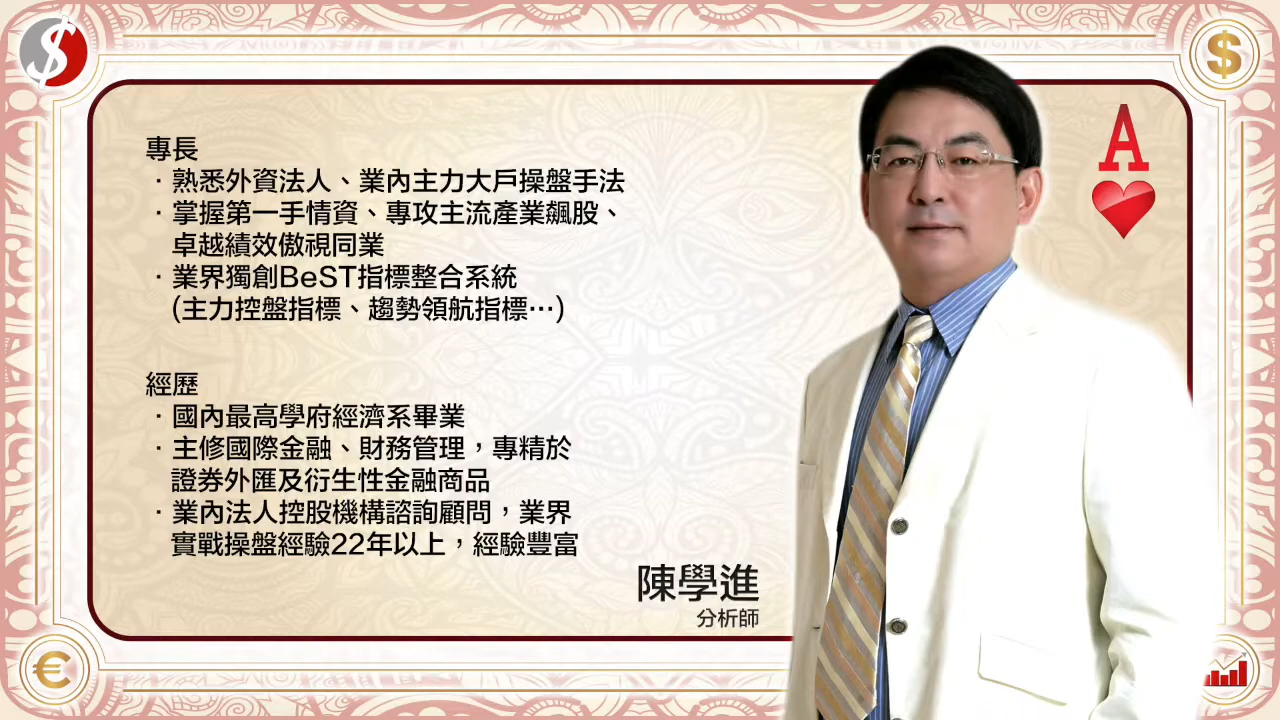 專長
·熟悉外資法人、業內主力大戶操盤手法
·掌握第一手情資、專攻主流產業飆股、
卓越績效傲視同業
·業界獨創BeST指標整合系統
(主力控盤指標、趨勢領航指標…)
經歷
·國內最高學府經濟系畢業
·主修國際金融、財務管理，專精於
證券外匯及衍生性金融商品
·業內法人控股機構諮詢顧問，業界
實戰操盤經驗22年以上，經驗豐富
陳學進
分析師
A
$
$
€